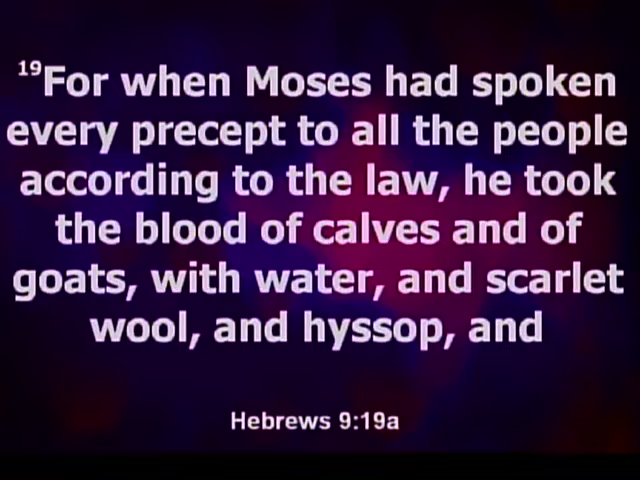 19For when Moses had spoken
every precept to all the people
according to the law, he took
the blood of calves and of
goats, with water, and scarlet
wool, and hyssop, and
Hebrews 9:19a